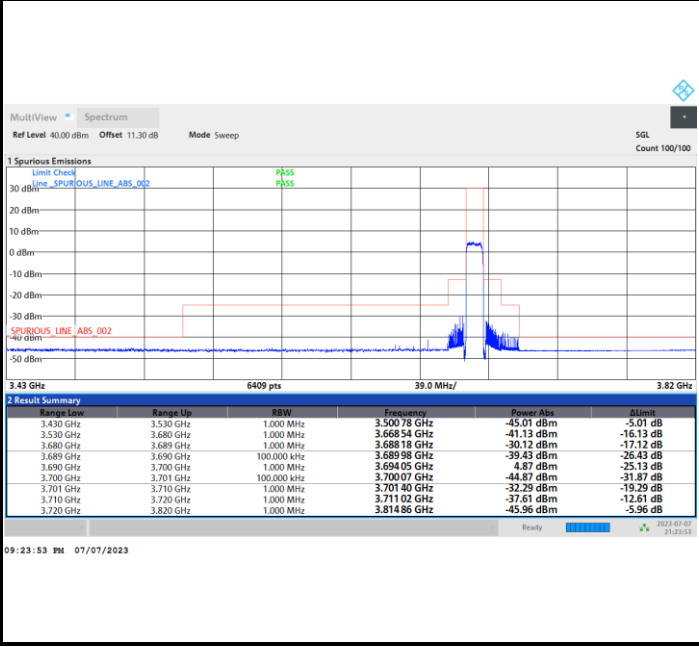 MultiView Spectrum
Ref Level 40.00 dBm Offset 11.30 dB Mode Sweep SGL
Count 100/100
1 Spurious Emissions
Limit Check PASS
Line _SPURIOUS_LINE_ABS_002 PASS
30 dBm
20 dBm
10 dBm
0 dBm
-10 dBm
-20 dBm
-30 dBm
_SPURIOUS_LINE_ABS_002
-40 dBm
-50 dBm
3.43 GHz 6409 pts 39.0 MHz/ 3.82 GHz
2 Result Summary
Range Low Range Up RBW Frequency Power Abs ΔLimit
3.430 GHz 3.530 GHz 1.000 MHz 3.500 78 GHz -45.01 dBm -5.01 dB
3.530 GHz 3.680 GHz 1.000 MHz 3.668 54 GHz -41.13 dBm -16.13 dB
3.680 GHz 3.689 GHz 1.000 MHz 3.688 18 GHz -30.12 dBm -17.12 dB
3.689 GHz 3.690 GHz 100.000 kHz 3.689 98 GHz -39.43 dBm -26.43 dB
3.690 GHz 3.700 GHz 1.000 MHz 3.694 05 GHz 4.87 dBm -25.13 dB
3.700 GHz 3.701 GHz 100.000 kHz 3.700 07 GHz -44.87 dBm -31.87 dB
3.701 GHz 3.710 GHz 1.000 MHz 3.701 40 GHz -32.29 dBm -19.29 dB
3.710 GHz 3.720 GHz 1.000 MHz 3.711 02 GHz -37.61 dBm -12.61 dB
3.720 GHz 3.820 GHz 1.000 MHz 3.814 86 GHz -45.96 dBm -5.96 dB
Ready 2023-07-07
21:23:53
09:23:53 PM 07/07/2023